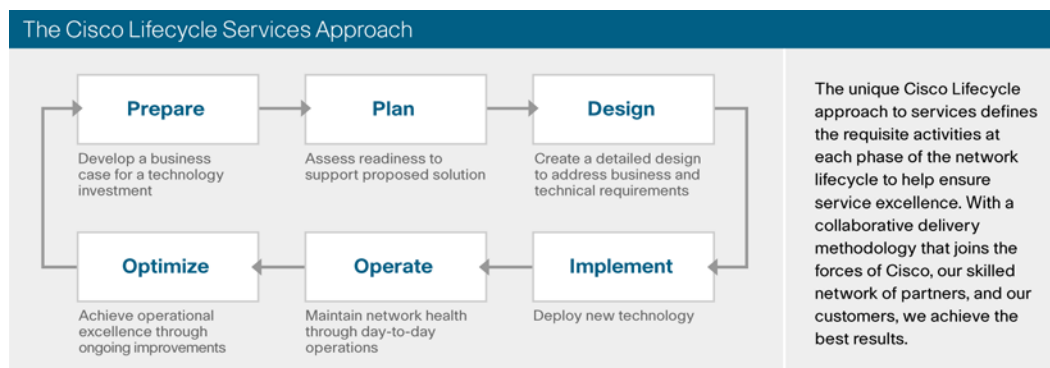 The Cisco Lifecycle Services Approach
Prepare
Develop a business
case for a technology
investment
Plan
Assess readiness to
support proposed solution
Design
Create a detailed design
to address business and
technical requirements
Optimize
Achieve operational
excellence through
ongoing improvements
Operate
Maintain network health
through day-to-day
operations
Implement
Deploy new technology
The unique Cisco Lifecycle
approach to services defines
the requisite activities at
each phase of the network
lifecycle to help ensure
service excellence. With a
collaborative delivery
methodology that joins the
forces of Cisco, our skilled
network of partners, and our
customers, we achieve the
best results.